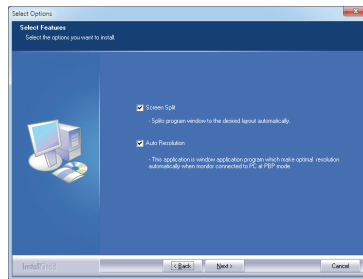 Select Options
Select Features
Select the options you want to install.
Screen Split
- Splits program window to the desired layout automatically.
Auto Resolution
- This application is window application program which make optimal resolution
automatically when monitor connected to PC at PBP mode.
< Back
Next >
Cancel